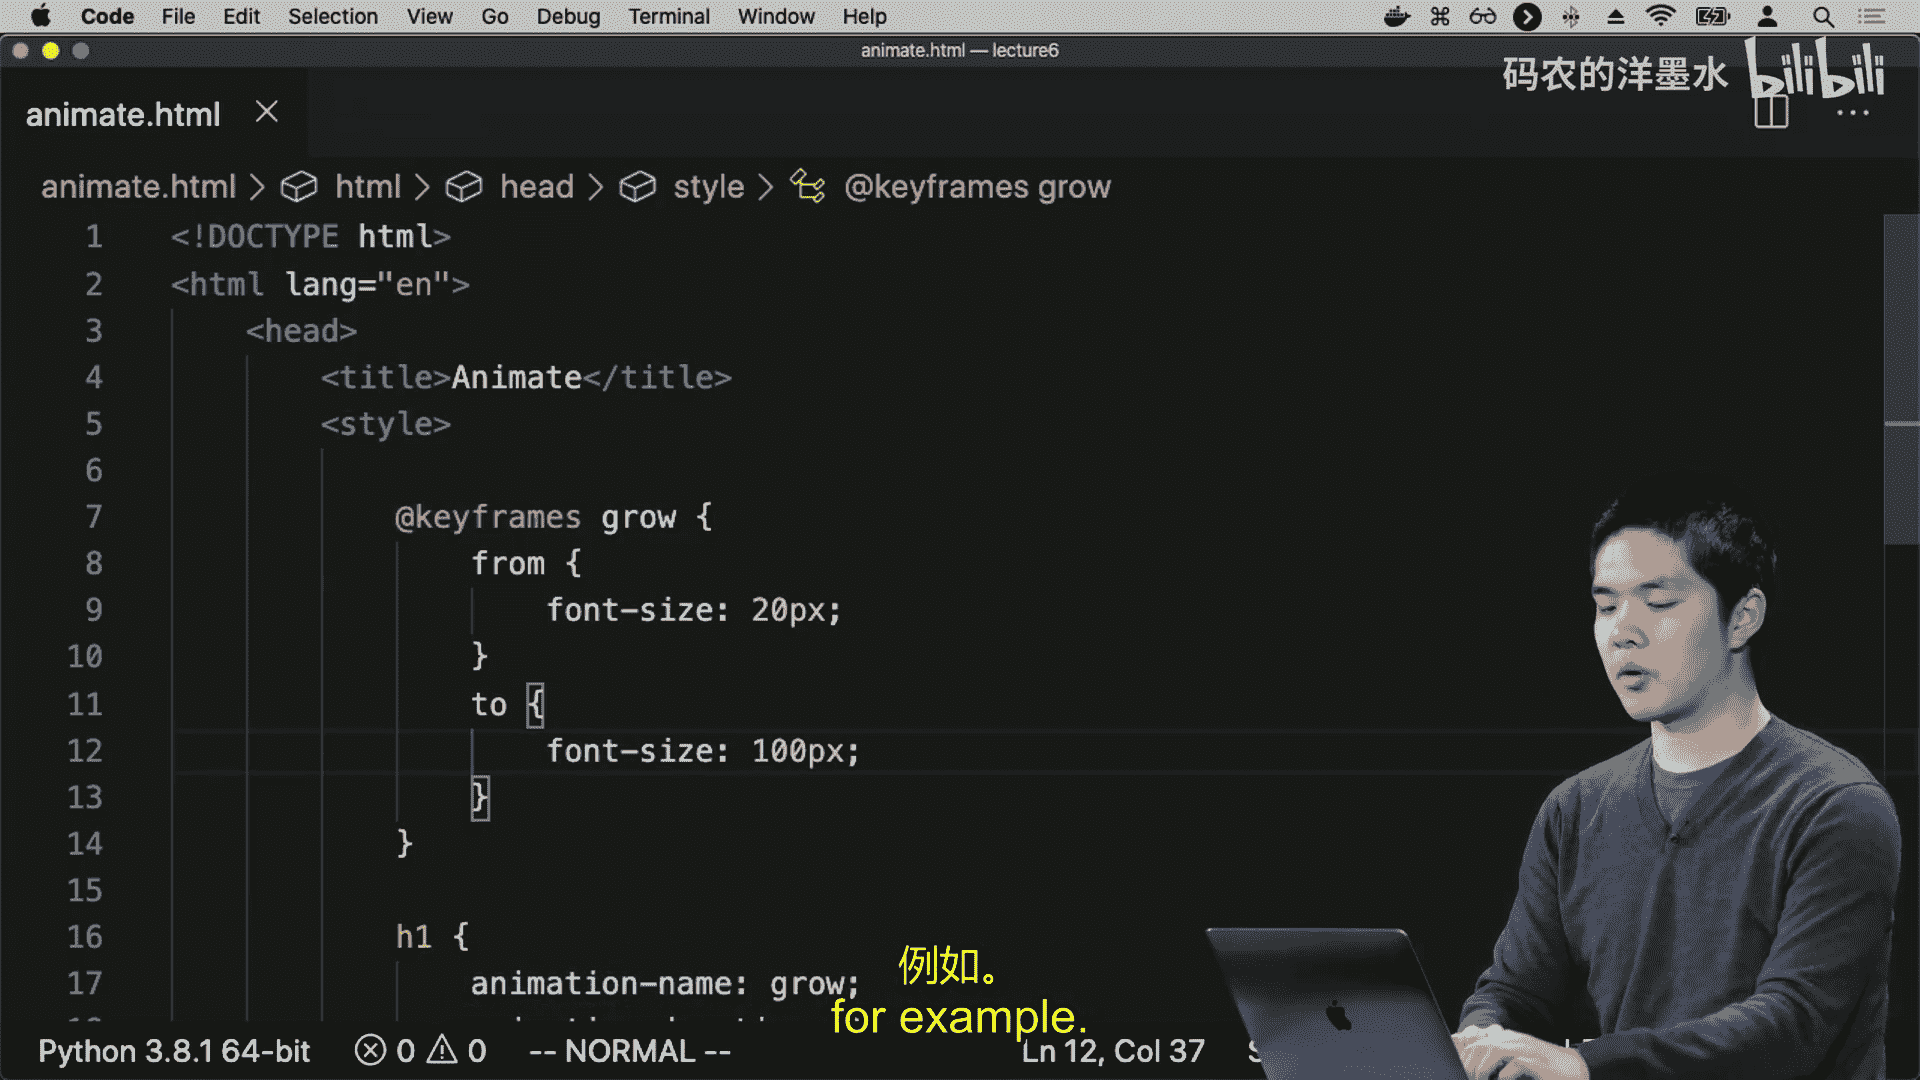 Code File Edit Selection View Go Debug Terminal Window Help
animate.html — lecture6
码农的洋墨水 bilibili
animate.html
animate.html > html > head > style > @keyframes grow
1 <!DOCTYPE html>
2 <html lang="en">
3 <head>
4 <title>Animate</title>
5 <style>
6
7 @keyframes grow {
8 from {
9 font-size: 20px;
10 }
11 to {
12 font-size: 100px;
13 }
14 }
15
16 h1 {
17 animation-name: grow;
例如。
for example.
Python 3.8.1 64-bit 0 0 -- NORMAL -- Ln 12, Col 37